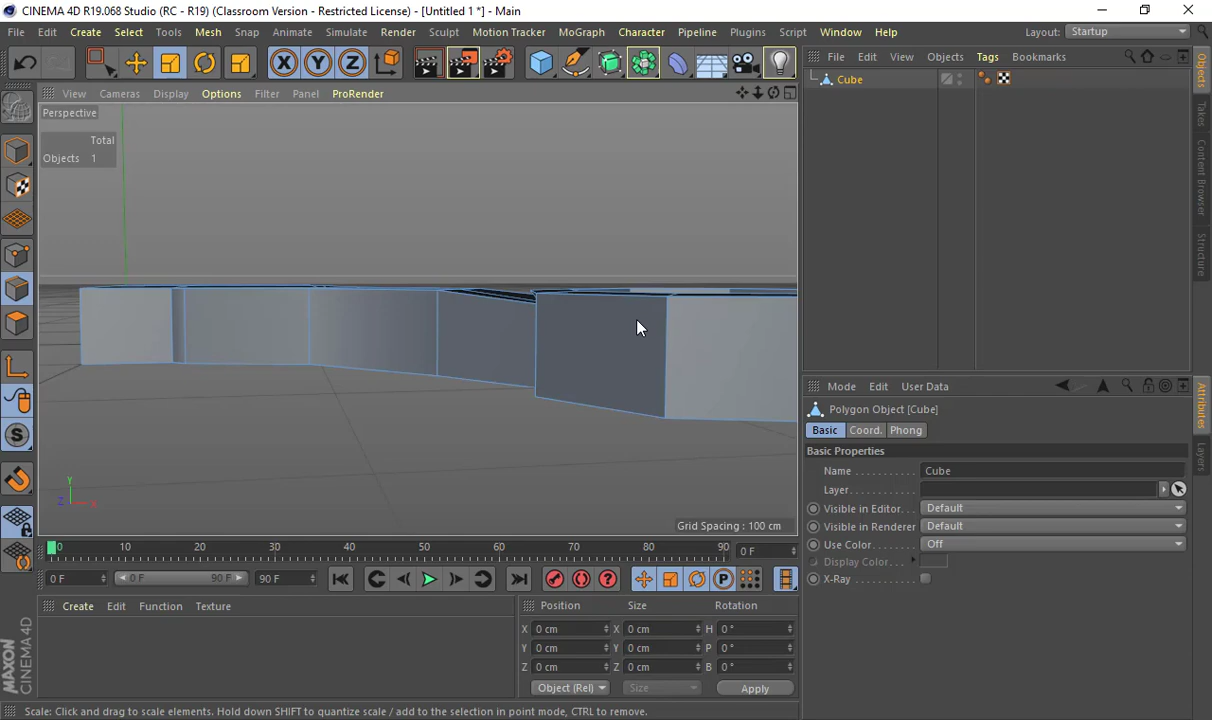 CINEMA 4D R19.068 Studio (RC - R19) (Classroom Version - Restricted License) - [Untitled 1 *] - Main
File Edit Create Select Tools Mesh Snap Animate Simulate Render Sculpt Motion Tracker MoGraph Character Pipeline Plugins Script Window Help Layout: Startup
File Edit View Objects Tags Bookmarks
X Y Z
View Cameras Display Options Filter Panel ProRender
Cube
Perspective
Total
Objects 1
Objects
Takes
Content Browser
Structure
Mode Edit User Data
Polygon Object [Cube]
Basic Coord. Phong
Basic Properties
Name Cube
Layer
Visible in Editor Default
Visible in Renderer Default
Use Color Off
Display Color
X-Ray
Attributes
Layers
S
Y
Z X
Grid Spacing : 100 cm
0 10 20 30 40 50 60 70 80 90 0 F
0 F 0 F 90 F 90 F
P
Create Edit Function Texture
Position Size Rotation
X 0 cm X 0 cm H 0 °
Y 0 cm Y 0 cm P 0 °
Z 0 cm Z 0 cm B 0 °
Object (Rel) Size Apply
MAXON CINEMA 4D
Scale: Click and drag to scale elements. Hold down SHIFT to quantize scale / add to the selection in point mode, CTRL to remove.